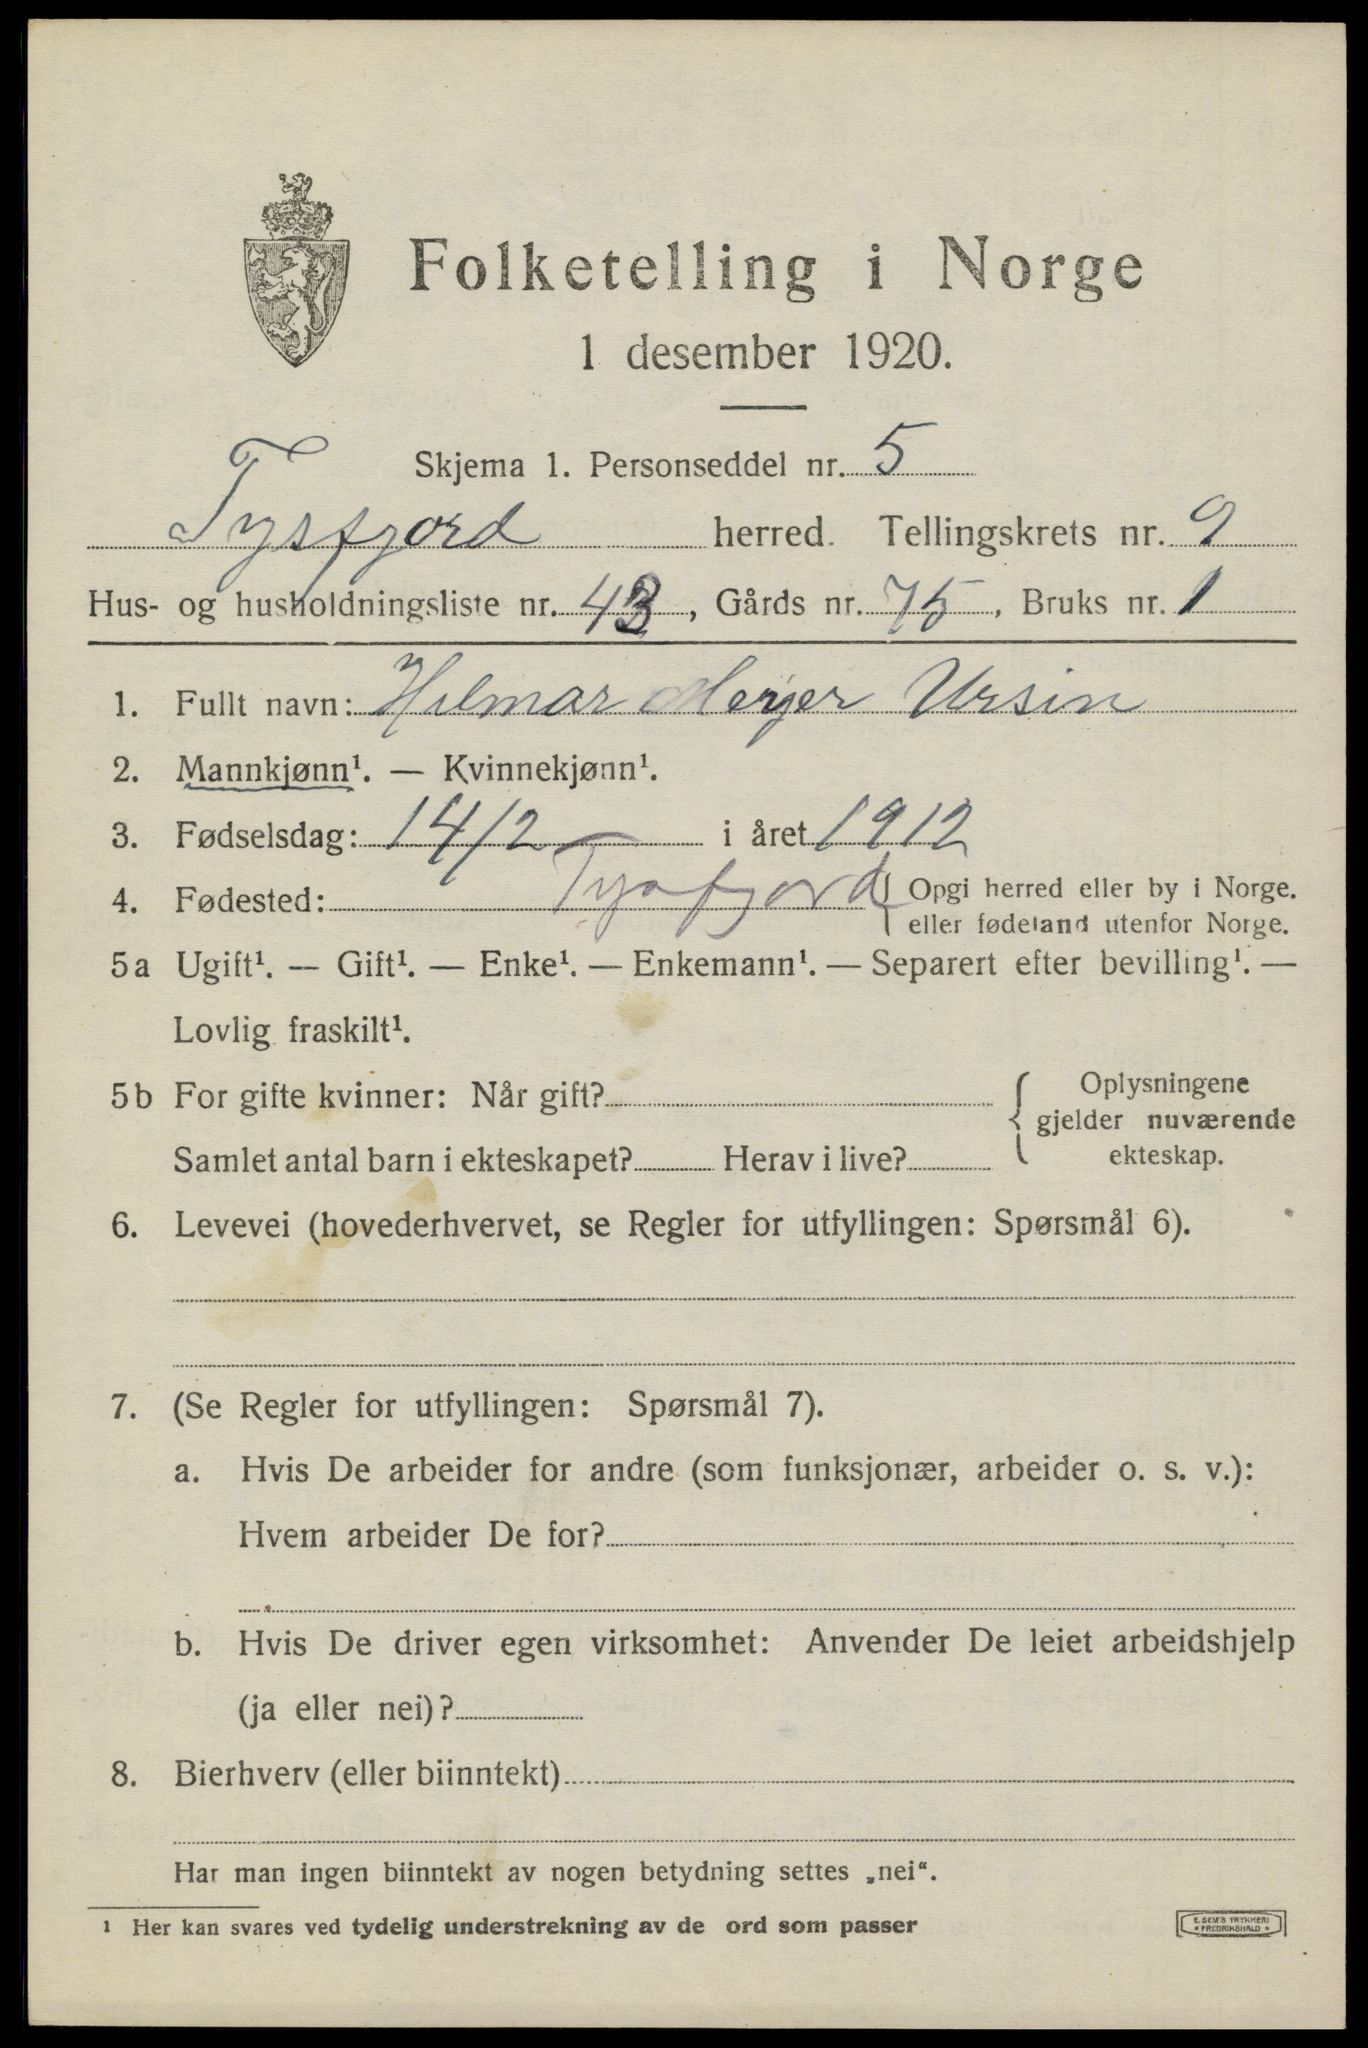 Folketelling i Norge
1 desember 1920.
Skjema 1. Personseddel nr. 5
Tysfjord herred. Tellingskrets nr. 9
Hus- og husholdningsliste nr. 43, Gårds nr. 75, Bruks nr. 1
1. Fullt navn: Hilmar Meyer Ursin
2. Mannkjønn¹. — Kvinnekjønn¹.
3. Fødselsdag: 14/2 i året 1912
4. Fødested: Tysfjord { Opgi herred eller by i Norge.
eller fødeland utenfor Norge.
5a Ugift¹. — Gift¹. — Enke¹. — Enkemann¹. — Separert efter bevilling¹. —
Lovlig fraskilt¹.
5b For gifte kvinner: Når gift? { Oplysningene
gjelder nuværende
Samlet antal barn i ekteskapet? Herav i live? ekteskap.
6. Levevei (hovederhvervet, se Regler for utfyllingen: Spørsmål 6).
7. (Se Regler for utfyllingen: Spørsmål 7).
a. Hvis De arbeider for andre (som funksjonær, arbeider o. s. v.):
Hvem arbeider De for?
b. Hvis De driver egen virksomhet: Anvender De leiet arbeidshjelp
(ja eller nei)?
8. Bierhverv (eller biinntekt)
Har man ingen biinntekt av nogen betydning settes „nei“.
¹ Her kan svares ved tydelig understrekning av de ord som passer
E. SEM'S TRYKKERI
* FREDRIKSHALD *